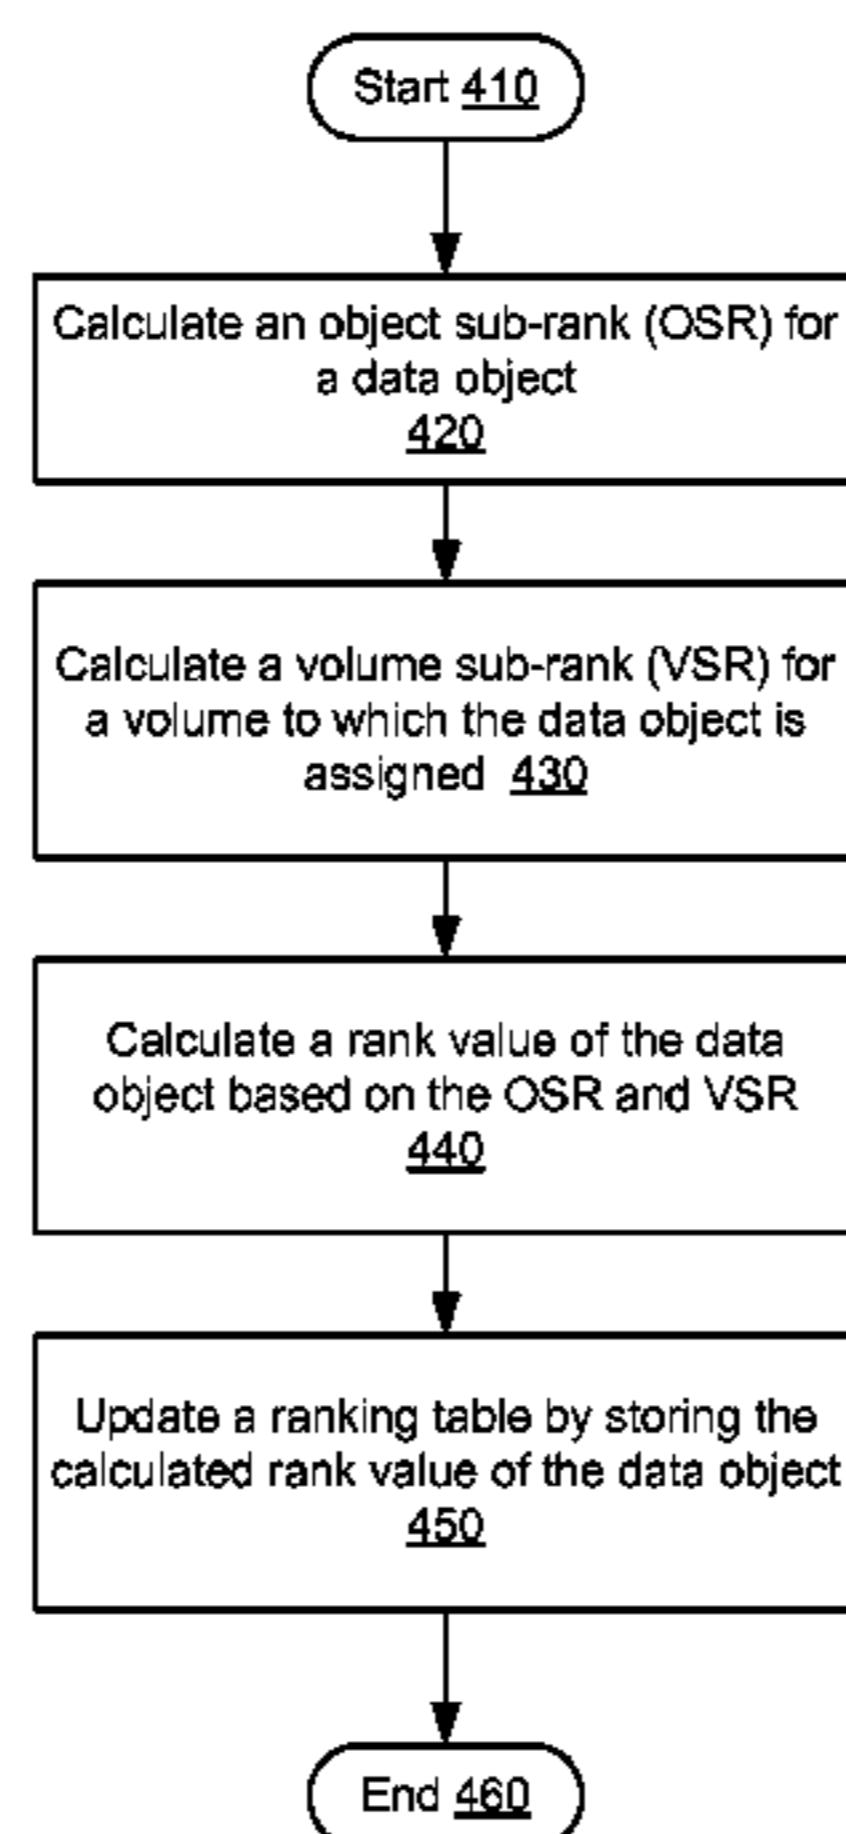 Start 410
Calculate an object sub-rank (OSR) for
a data object
420
Calculate a volume sub-rank (VSR) for
a volume to which the data object is
assigned 430
Calculate a rank value of the data
object based on the OSR and VSR
440
Update a ranking table by storing the
calculated rank value of the data object
450
End 460